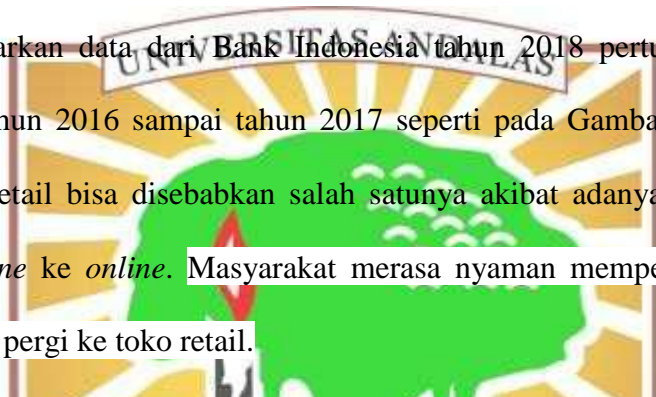 UNIVERSITAS ANDALAS
arkan data dari Bank Indonesia tahun 2018 pertu
hun 2016 sampai tahun 2017 seperti pada Gamba
etail bisa disebabkan salah satunya akibat adanya
ne ke online. Masyarakat merasa nyaman mempe
pergi ke toko retail.